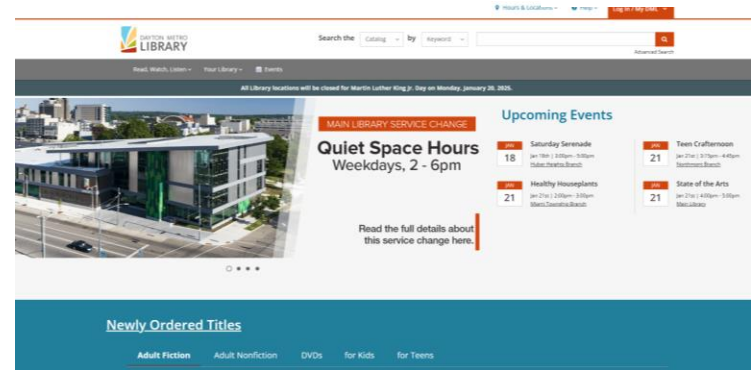 Hours & Locations
Help
Log In / My DML
DAYTON METRO
LIBRARY
Search the Catalog by Keyword
Advanced Search
Read, Watch, Listen
Your Library
Events
All Library locations will be closed for Martin Luther King Jr. Day on Monday, January 20, 2025.
MAIN LIBRARY SERVICE CHANGE
Quiet Space Hours
Weekdays, 2 - 6pm
Read the full details about
this service change here.
Upcoming Events
JAN
18
Saturday Serenade
Jan 18th | 3:00pm - 5:00pm
Huber Heights Branch
JAN
21
Teen Crafternoon
Jan 21st | 3:15pm - 4:45pm
Northmont Branch
JAN
21
Healthy Houseplants
Jan 21st | 2:00pm - 3:00pm
Miami Township Branch
JAN
21
State of the Arts
Jan 21st | 4:00pm - 5:00pm
Main Library
Newly Ordered Titles
Adult Fiction
Adult Nonfiction
DVDs
for Kids
for Teens